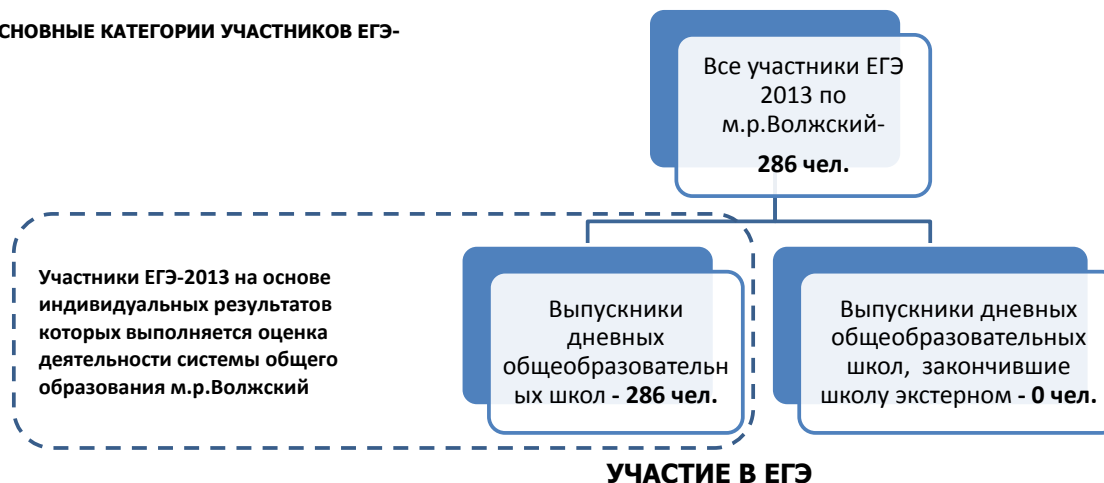 СНОВНЫЕ КАТЕГОРИИ УЧАСТНИКОВ ЕГЭ-
Все участники ЕГЭ
2013 по
м.р.Волжский-
286 чел.
Участники ЕГЭ-2013 на основе
индивидуальных результатов
которых выполняется оценка
деятельности системы общего
образования м.р.Волжский
Выпускники
дневных
общеобразовательн
ых школ - 286 чел.
Выпускники дневных
общеобразовательных
школ, закончившие
школу экстерном - 0 чел.
УЧАСТИЕ В ЕГЭ